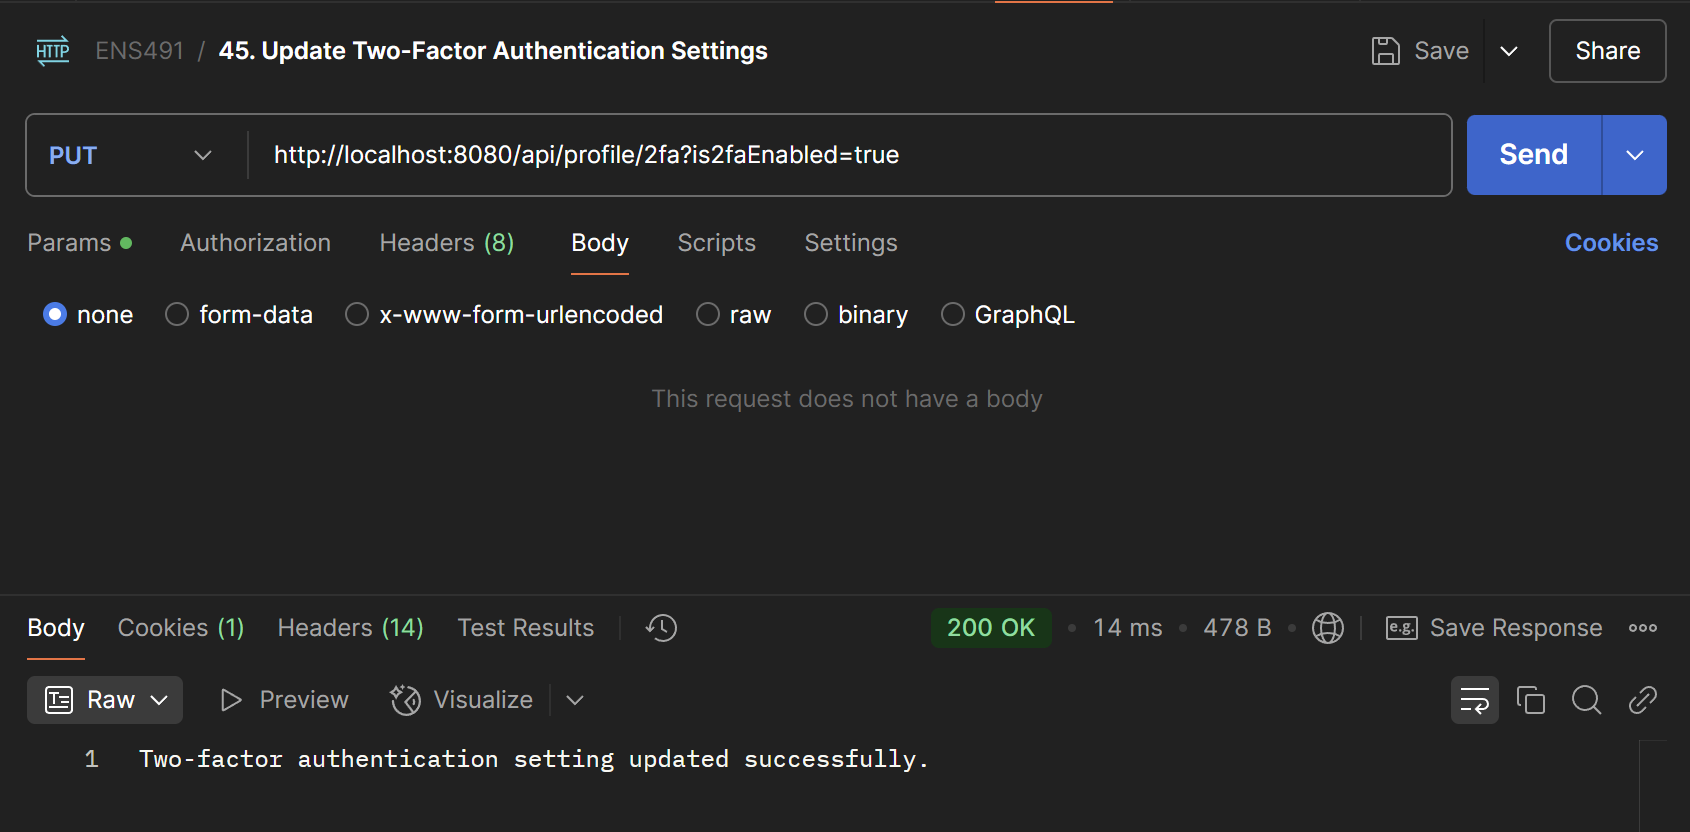 HTTP ENS491 / 45. Update Two-Factor Authentication Settings Save Share
PUT http://localhost:8080/api/profile/2fa?is2faEnabled=true Send
Params Authorization Headers (8) Body Scripts Settings Cookies
none form-data x-www-form-urlencoded raw binary GraphQL
This request does not have a body
Body Cookies (1) Headers (14) Test Results 200 OK • 14 ms • 478 B • e.g. Save Response
Raw Preview Visualize
1 Two-factor authentication setting updated successfully.